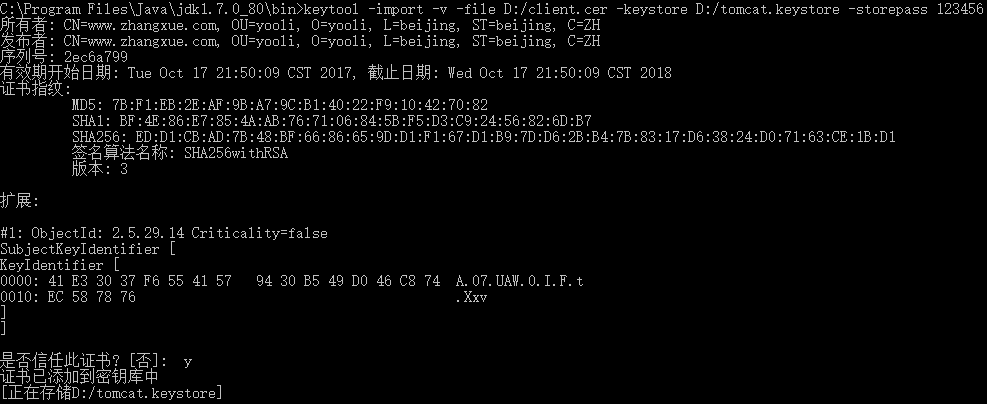 C:\Program Files\Java\jdk1.7.0_80\bin>keytool -import -v -file D:/client.cer -keystore D:/tomcat.keystore -storepass 123456
所有者: CN=www.zhangxue.com, OU=yooli, O=yooli, L=beijing, ST=beijing, C=ZH
发布者: CN=www.zhangxue.com, OU=yooli, O=yooli, L=beijing, ST=beijing, C=ZH
序列号: 2ec6a799
有效期开始日期: Tue Oct 17 21:50:09 CST 2017, 截止日期: Wed Oct 17 21:50:09 CST 2018
证书指纹:
MD5: 7B:F1:EB:2E:AF:9B:A7:9C:B1:40:22:F9:10:42:70:82
SHA1: BF:4E:86:E7:85:4A:AB:76:71:06:84:5B:F5:D3:C9:24:56:82:6D:B7
SHA256: ED:D1:CB:AD:7B:48:BF:66:86:65:9D:D1:F1:67:D1:B9:7D:D6:2B:B4:7B:83:17:D6:38:24:D0:71:63:CE:1B:D1
签名算法名称: SHA256withRSA
版本: 3
扩展:
#1: ObjectId: 2.5.29.14 Criticality=false
SubjectKeyIdentifier [
KeyIdentifier [
0000: 41 E3 30 37 F6 55 41 57   94 30 B5 49 D0 46 C8 74  A.07.UAW.0.I.F.t
0010: EC 58 78 76                                        .Xxv
]
]
是否信任此证书? [否]:  y
证书已添加到密钥库中
[正在存储D:/tomcat.keystore]